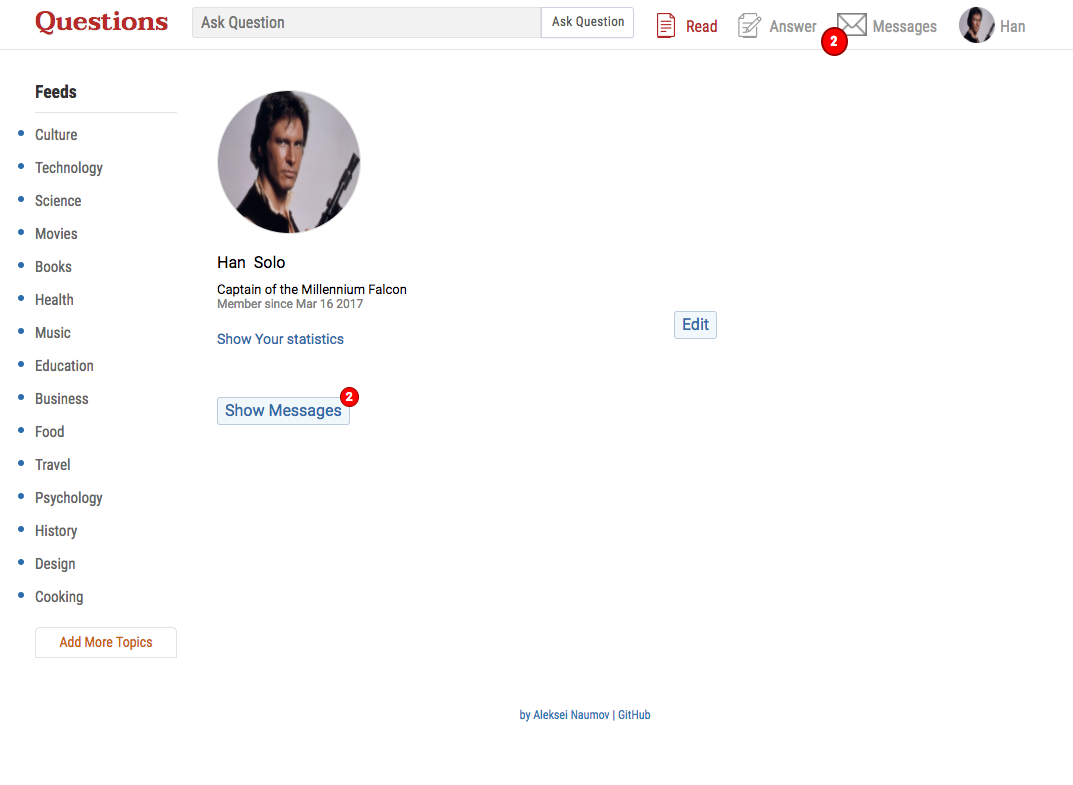 Questions
Ask Question
Ask Question
Read
Answer
2
Messages
Han
Feeds
Culture
Technology
Science
Movies
Books
Health
Music
Education
Business
Food
Travel
Psychology
History
Design
Cooking
Add More Topics
Han Solo
Captain of the Millennium Falcon
Member since Mar 16 2017
Edit
Show Your statistics
Show Messages
2
by Aleksei Naumov | GitHub